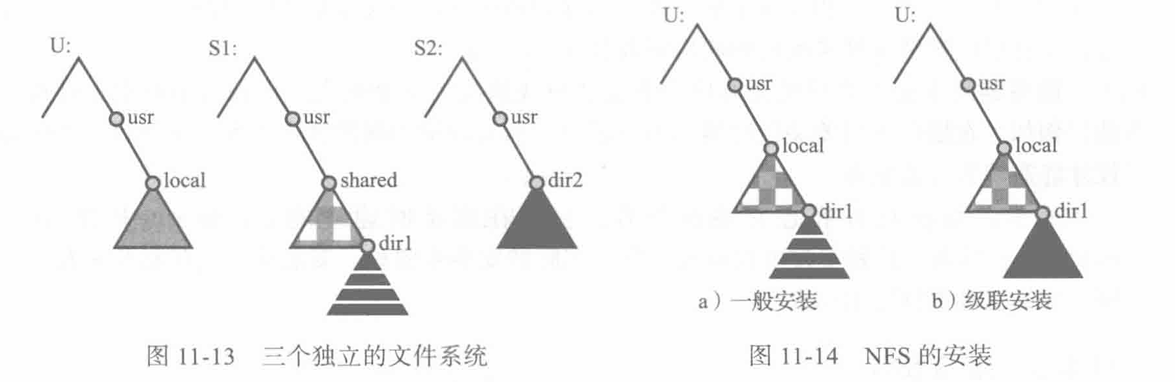 U:
usr
local
S1:
usr
shared
dir1
S2:
usr
dir2
图 11-13 三个独立的文件系统
U:
usr
local
dir1
a）一般安装
U:
usr
local
dir1
b）级联安装
图 11-14 NFS 的安装